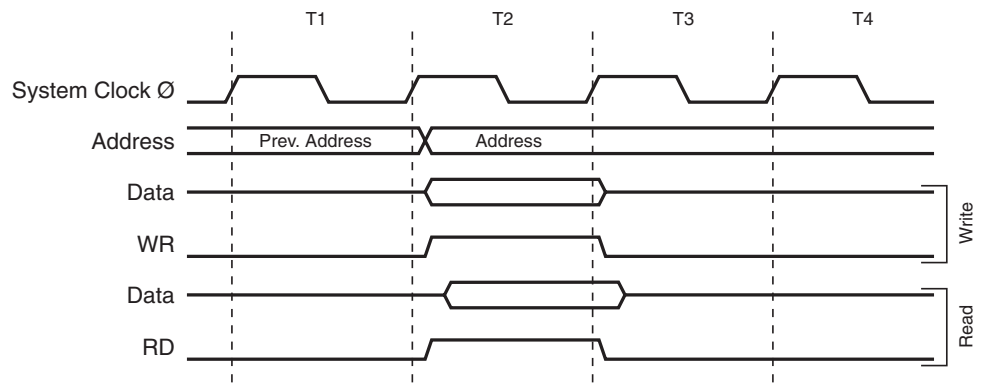 T1 T2 T3 T4
System Clock Ø
Address Prev. Address Address
Data
WR
Write
Data
RD
Read